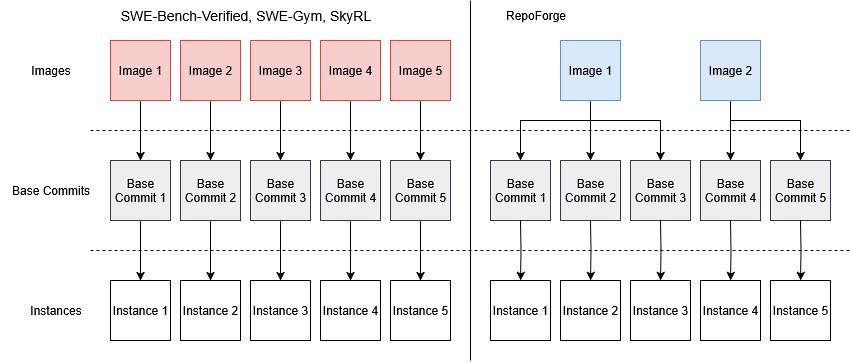 SWE-Bench-Verified, SWE-Gym, SkyRL
RepoForge
Images
Image 1
Image 2
Image 3
Image 4
Image 5
Image 1
Image 2
Base Commits
Base
Commit 1
Base
Commit 2
Base
Commit 3
Base
Commit 4
Base
Commit 5
Base
Commit 1
Base
Commit 2
Base
Commit 3
Base
Commit 4
Base
Commit 5
Instances
Instance 1
Instance 2
Instance 3
Instance 4
Instance 5
Instance 1
Instance 2
Instance 3
Instance 4
Instance 5